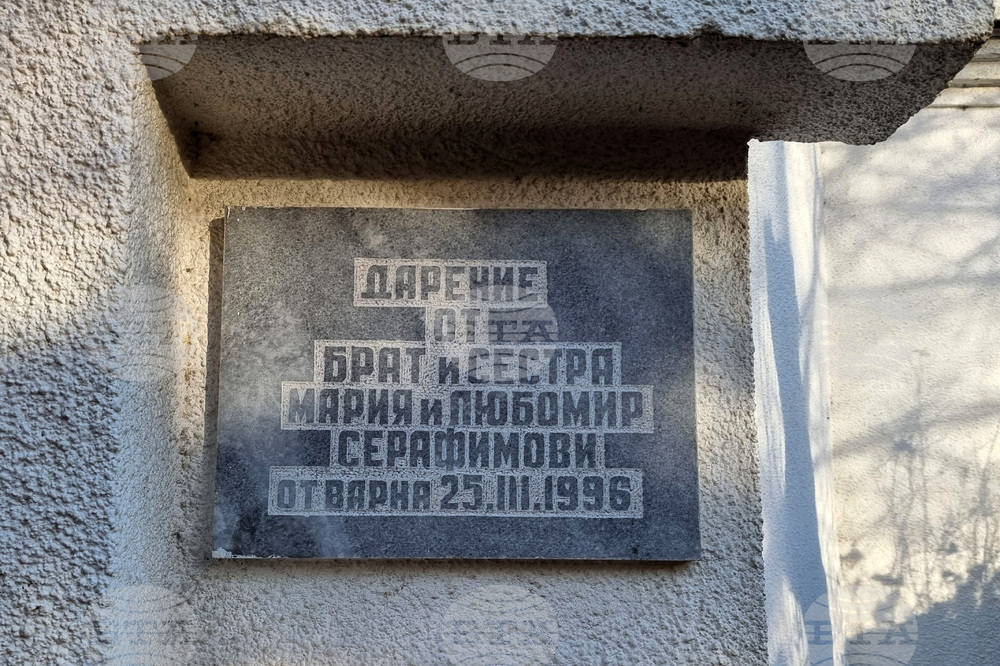 ДАРЕНИЕ
ОТ
БРАТ и СЕСТРА
МАРИЯ и ЛЮБОМИР
СЕРАФИМОВИ
ОТ ВАРНА 25.III.1996